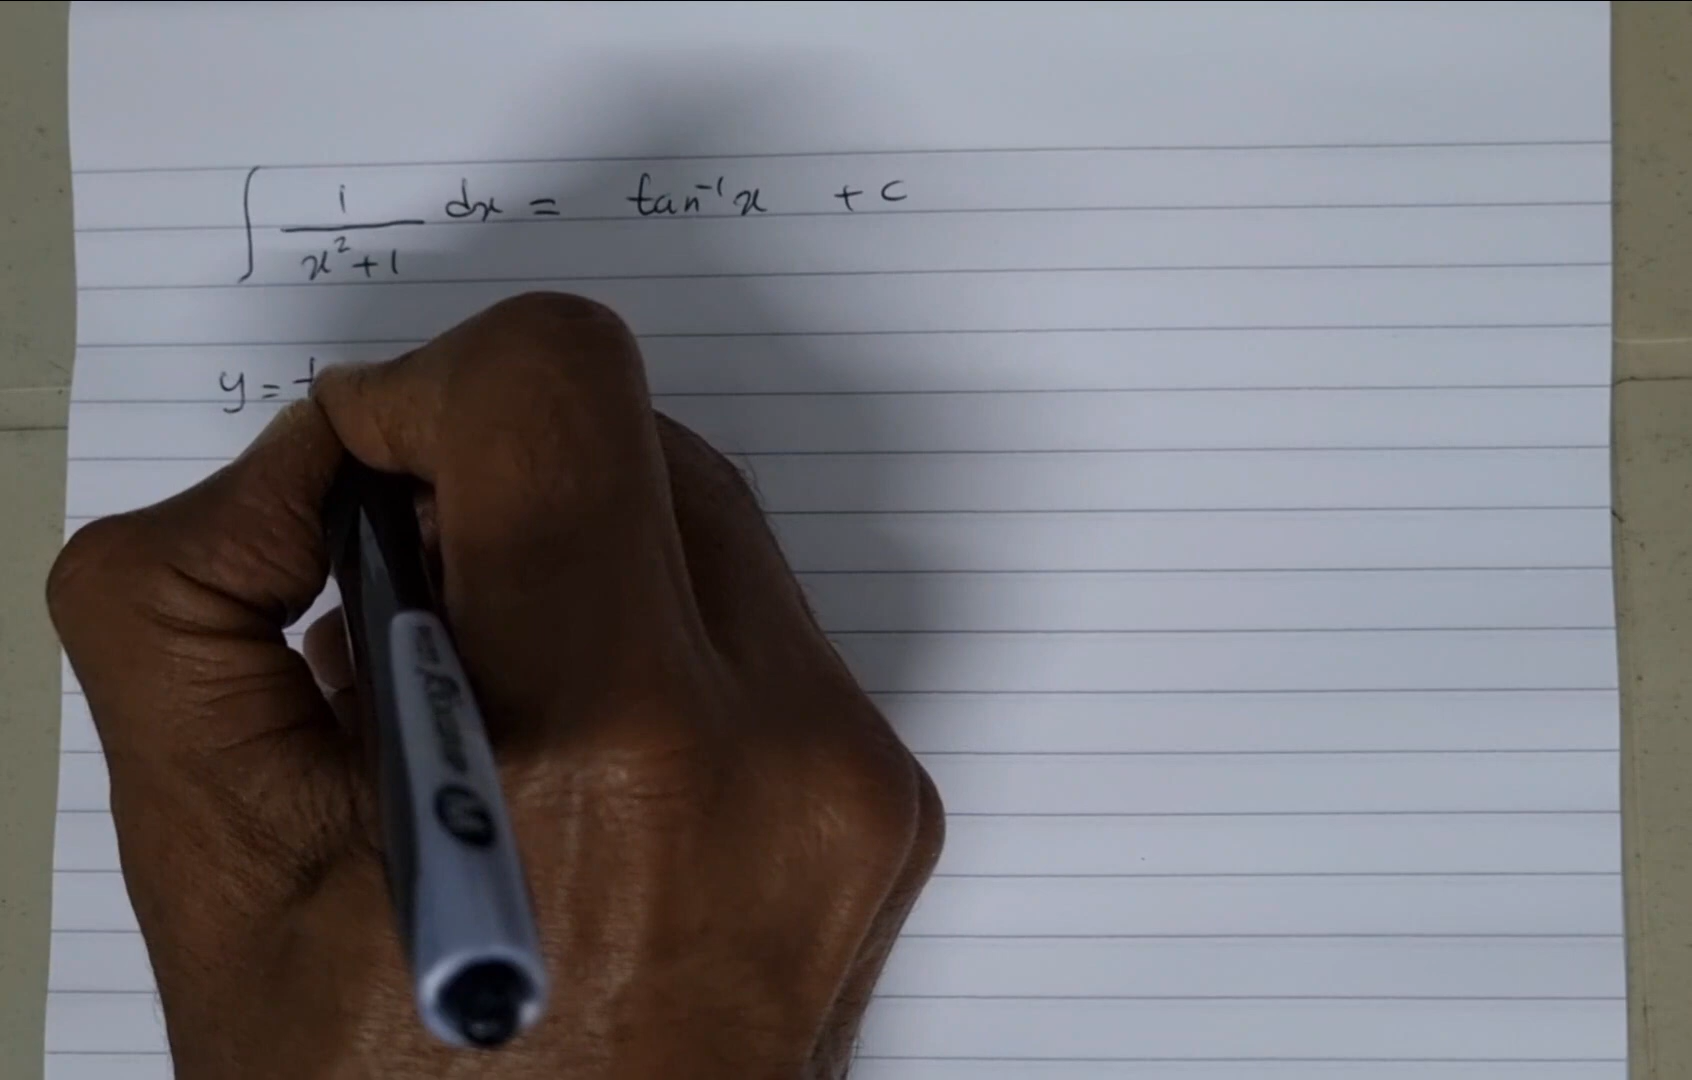 ∫ 1/(x²+1) dx = tan⁻¹x + c
y = t